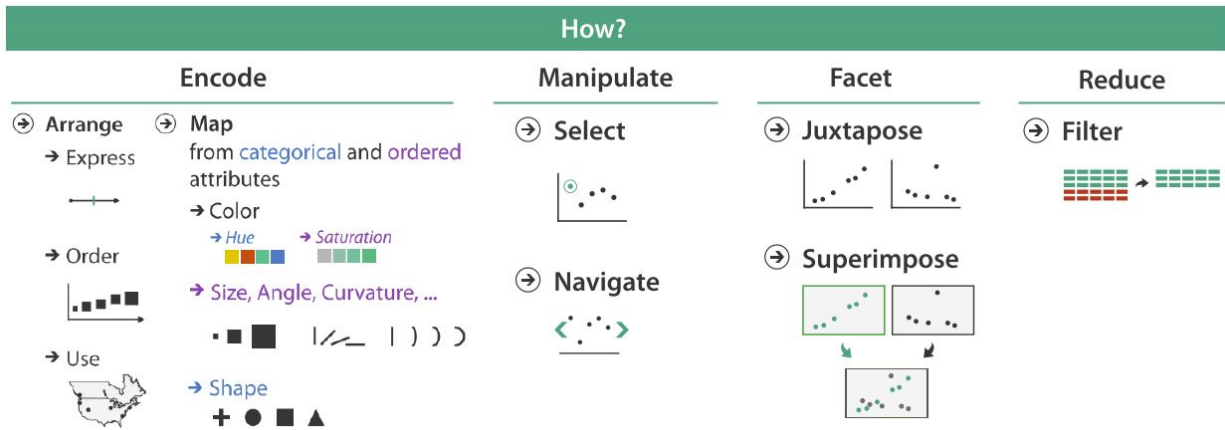 How?
Encode
Arrange
Express
Order
Use
Map
from categorical and ordered
attributes
Color
Hue
Saturation
Size, Angle, Curvature, ...
Shape
Manipulate
Select
Navigate
Facet
Juxtapose
Superimpose
Reduce
Filter